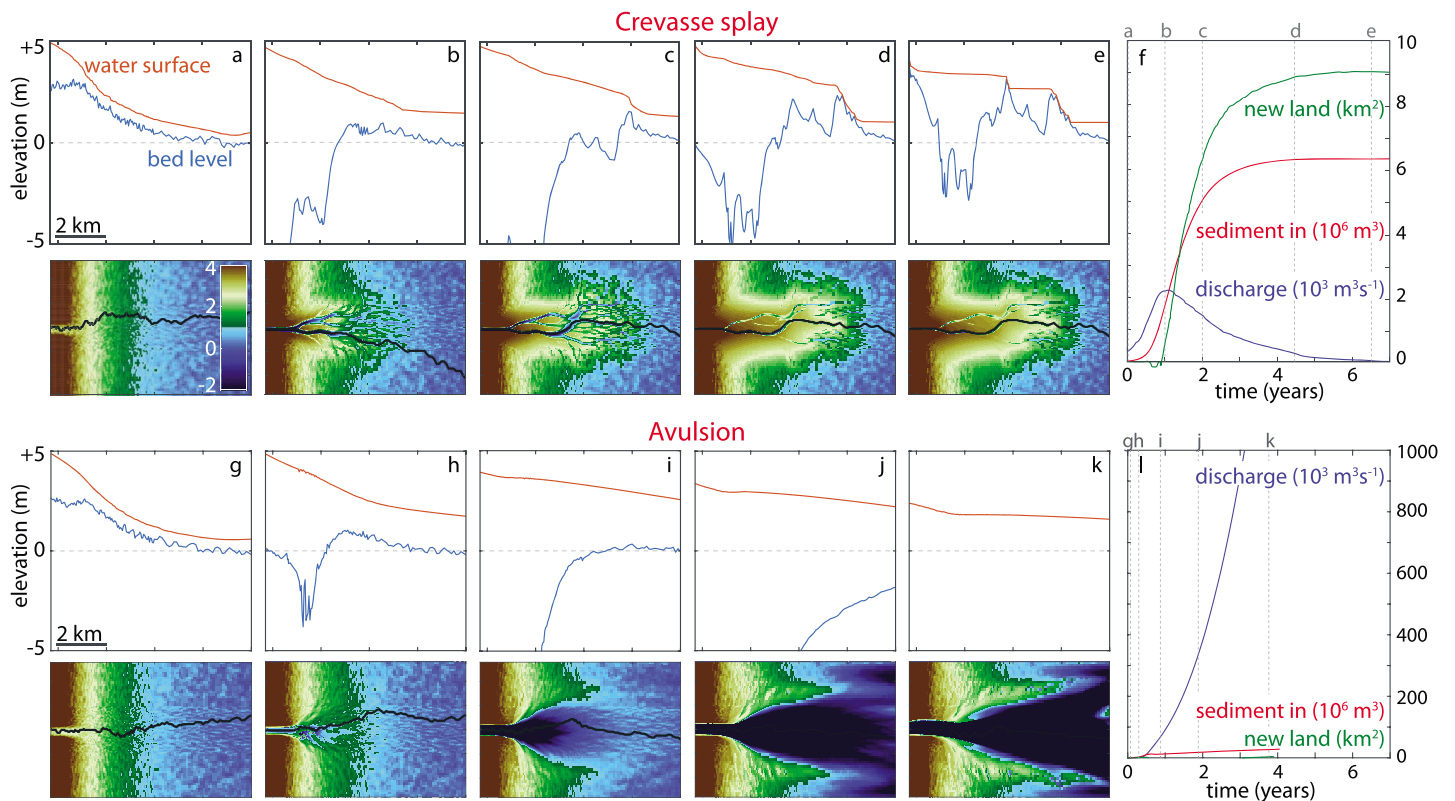 Crevasse splay
+5
0
-5
elevation (m)
water surface
bed level
2 km
a
b
c
d
e
4
2
0
-2
a b c d e
f
10
8
6
4
2
0
new land (km²)
sediment in (10⁶ m³)
discharge (10³ m³s⁻¹)
0 2 4 6
time (years)
Avulsion
+5
0
-5
elevation (m)
2 km
g
h
i
j
k
gh i j k
l
1000
800
600
400
200
0
discharge (10³ m³s⁻¹)
sediment in (10⁶ m³)
new land (km²)
0 2 4 6
time (years)